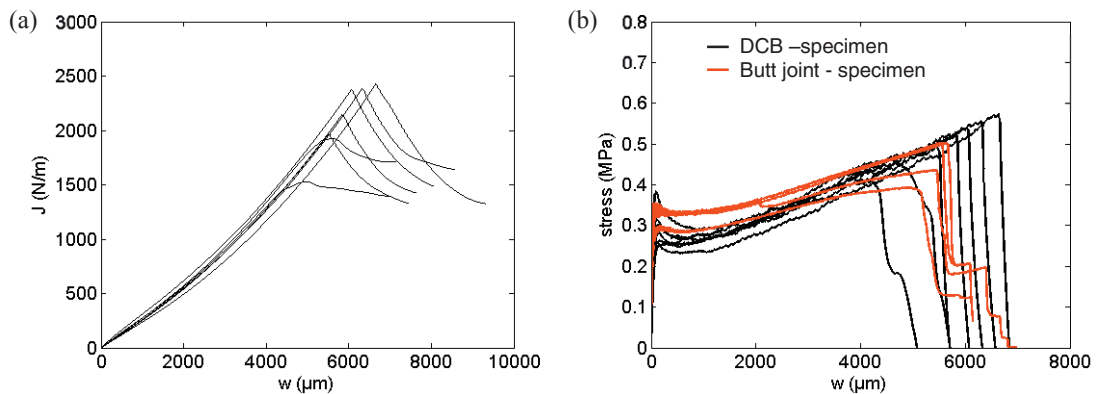 (a)
3000
2500
2000
1500
1000
500
0
J (N/m)
0 2000 4000 6000 8000 10000
w (µm)
(b)
0.8
0.7
0.6
0.5
0.4
0.3
0.2
0.1
0
stress (MPa)
DCB –specimen
Butt joint - specimen
0 2000 4000 6000 8000
w (µm)